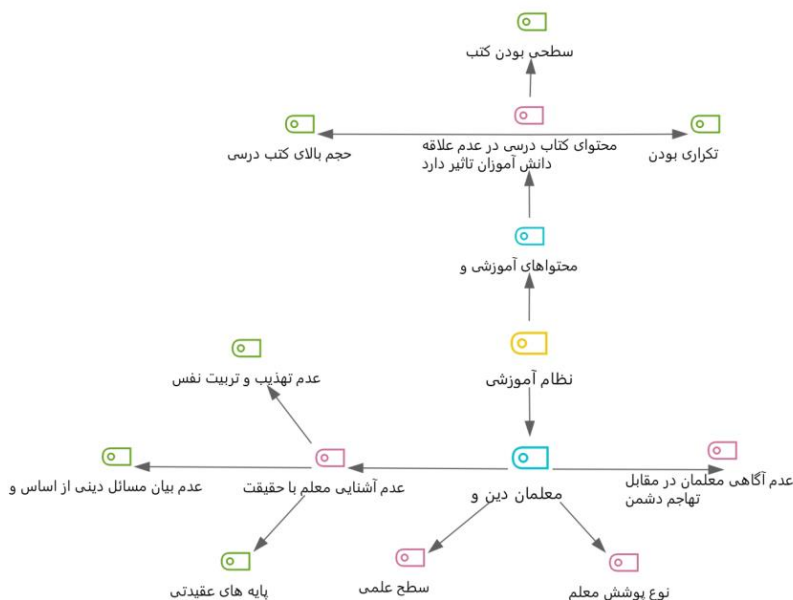 سطحی بودن کتب
تکراری بودن
محتوای کتاب درسی در عدم علاقه
دانش آموزان تاثیر دارد
حجم بالای کتب درسی
محتواهای آموزشی و
نظام آموزشی
عدم تهذیب و تربیت نفس
عدم آگاهی معلمان در مقابل
تهاجم دشمن
معلمان دین و
عدم آشنایی معلم با حقیقت
عدم بیان مسائل دینی از اساس و
نوع پوشش معلم
سطح علمی
پایه های عقیدتی